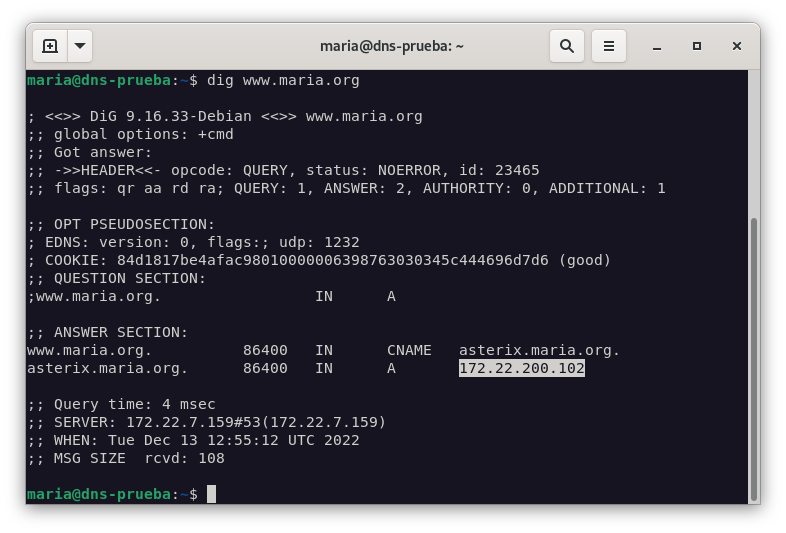 maria@dns-prueba: ~
maria@dns-prueba:~$ dig www.maria.org
; <<>> DiG 9.16.33-Debian <<>> www.maria.org
;; global options: +cmd
;; Got answer:
;; ->>HEADER<<- opcode: QUERY, status: NOERROR, id: 23465
;; flags: qr aa rd ra; QUERY: 1, ANSWER: 2, AUTHORITY: 0, ADDITIONAL: 1
;; OPT PSEUDOSECTION:
; EDNS: version: 0, flags:; udp: 1232
; COOKIE: 84d1817be4afac98010000006398763030345c444696d7d6 (good)
;; QUESTION SECTION:
;www.maria.org. IN A
;; ANSWER SECTION:
www.maria.org. 86400 IN CNAME asterix.maria.org.
asterix.maria.org. 86400 IN A 172.22.200.102
;; Query time: 4 msec
;; SERVER: 172.22.7.159#53(172.22.7.159)
;; WHEN: Tue Dec 13 12:55:12 UTC 2022
;; MSG SIZE rcvd: 108
maria@dns-prueba:~$